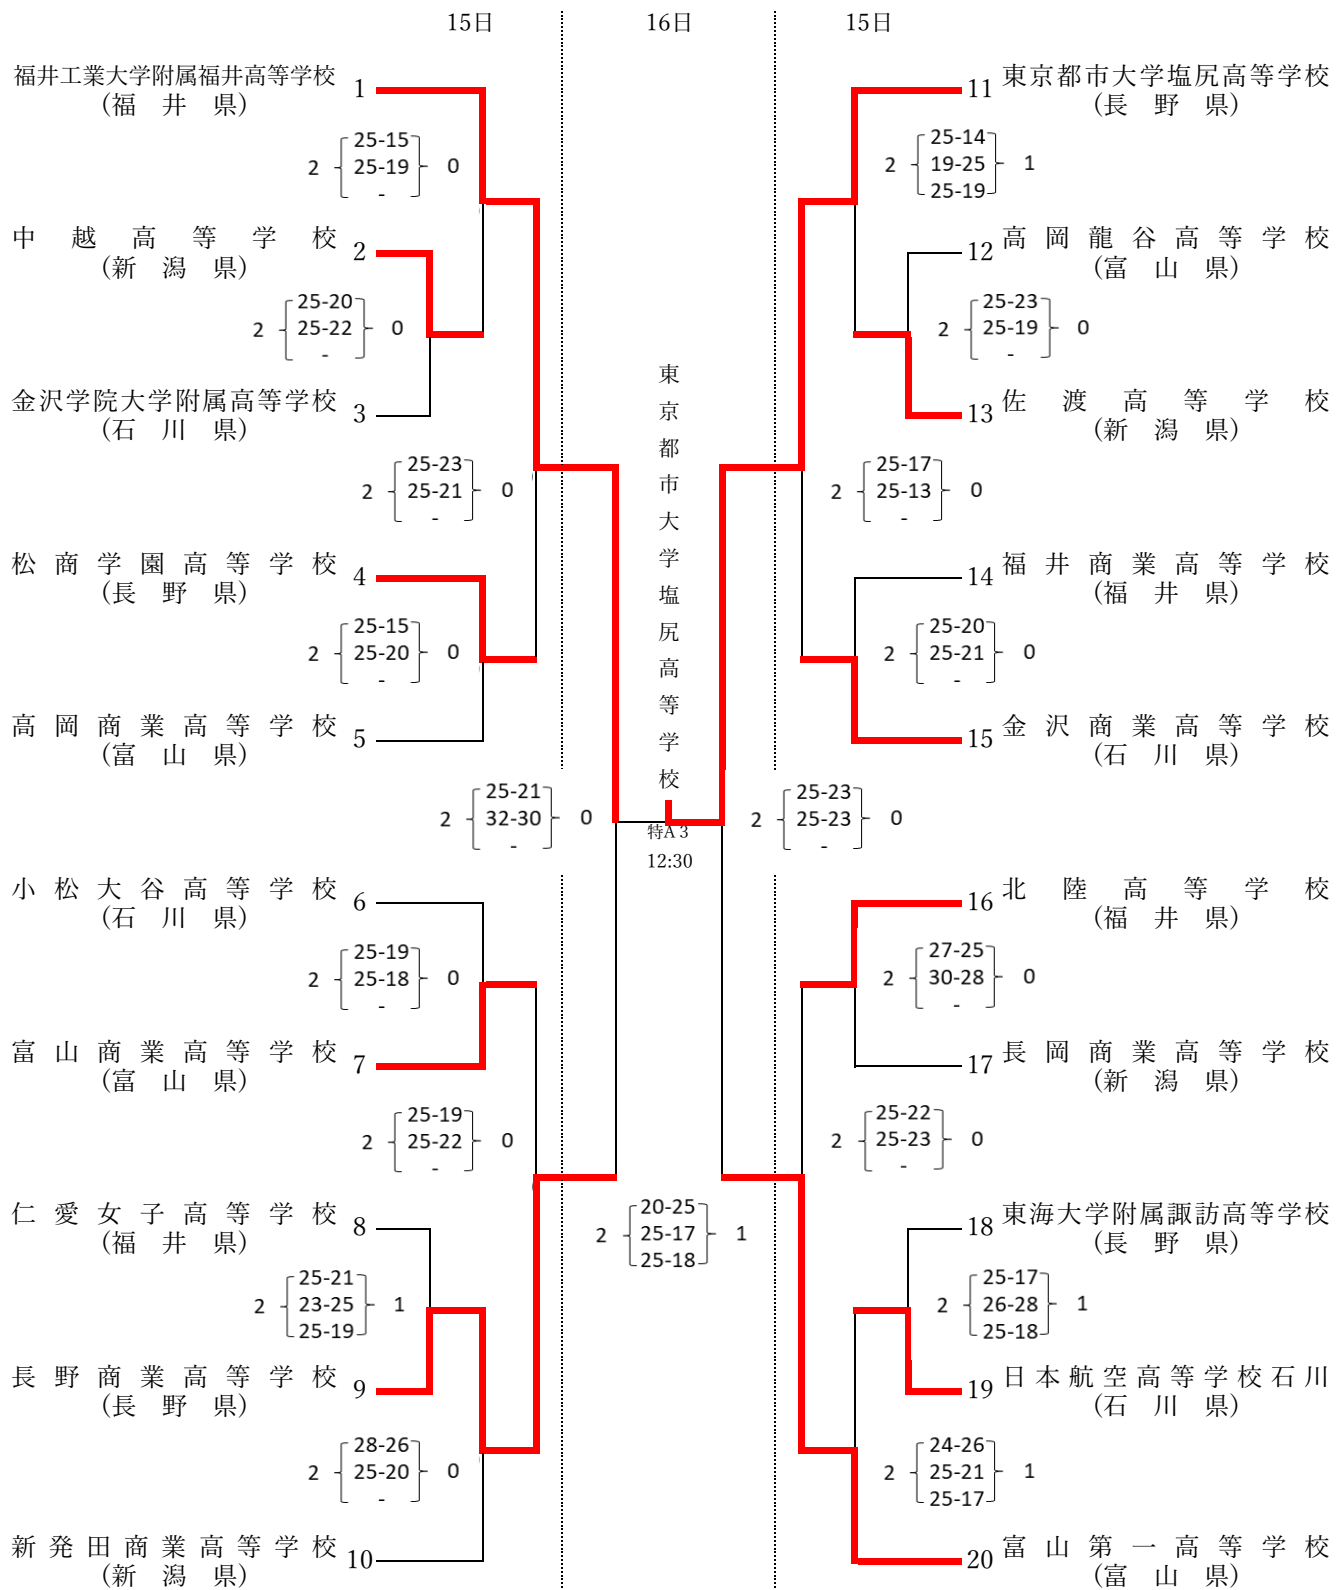 15日
16日
15日
福井工業大学附属福井高等学校 1
(福 井 県)
25-15
2 25-19 0
-
中越高等学校 2
(新 潟 県)
25-20
2 25-22 0
-
金沢学院大学附属高等学校 3
(石 川 県)
25-23
2 25-21 0
-
松商学園高等学校 4
(長 野 県)
25-15
2 25-20 0
-
高岡商業高等学校 5
(富 山 県)
25-21
2 32-30 0
-
小松大谷高等学校 6
(石 川 県)
25-19
2 25-18 0
-
富山商業高等学校 7
(富 山 県)
25-19
2 25-22 0
-
仁愛女子高等学校 8
(福 井 県)
25-21
2 23-25 1
25-19
長野商業高等学校 9
(長 野 県)
28-26
2 25-20 0
-
新発田商業高等学校 10
(新 潟 県)
東京都市大学塩尻高等学校
特A 3
12:30
20-25
2 25-17 1
25-18
11 東京都市大学塩尻高等学校
(長 野 県)
25-14
2 19-25 1
25-19
12 高岡龍谷高等学校
(富 山 県)
25-23
2 25-19 0
-
13 佐渡高等学校
(新 潟 県)
25-17
2 25-13 0
-
14 福井商業高等学校
(福 井 県)
25-20
2 25-21 0
-
15 金沢商業高等学校
(石 川 県)
25-23
2 25-23 0
-
16 北陸高等学校
(福 井 県)
27-25
2 30-28 0
-
17 長岡商業高等学校
(新 潟 県)
25-22
2 25-23 0
-
18 東海大学附属諏訪高等学校
(長 野 県)
25-17
2 26-28 1
25-18
19 日本航空高等学校石川
(石 川 県)
24-26
2 25-21 1
25-17
20 富山第一高等学校
(富 山 県)